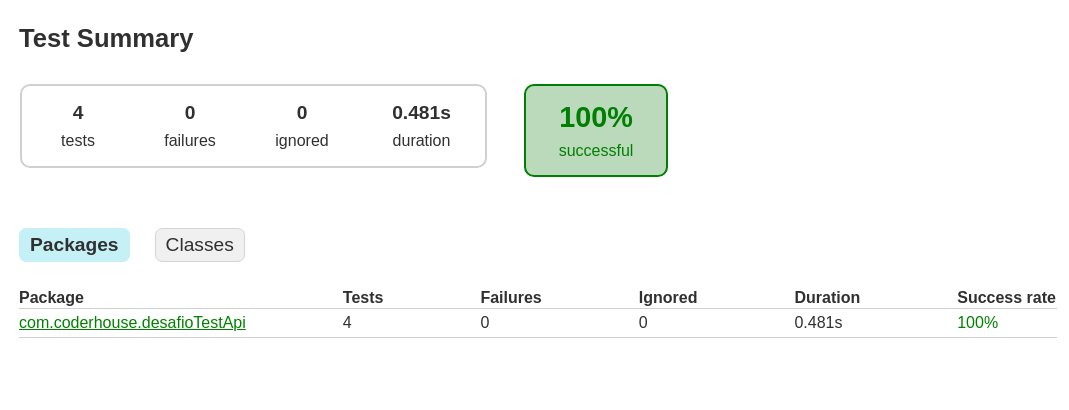 Test Summary
4 0 0 0.481s
tests failures ignored duration
100%
successful
Packages Classes
Package Tests Failures Ignored Duration Success rate
com.coderhouse.desafioTestApi 4 0 0 0.481s 100%